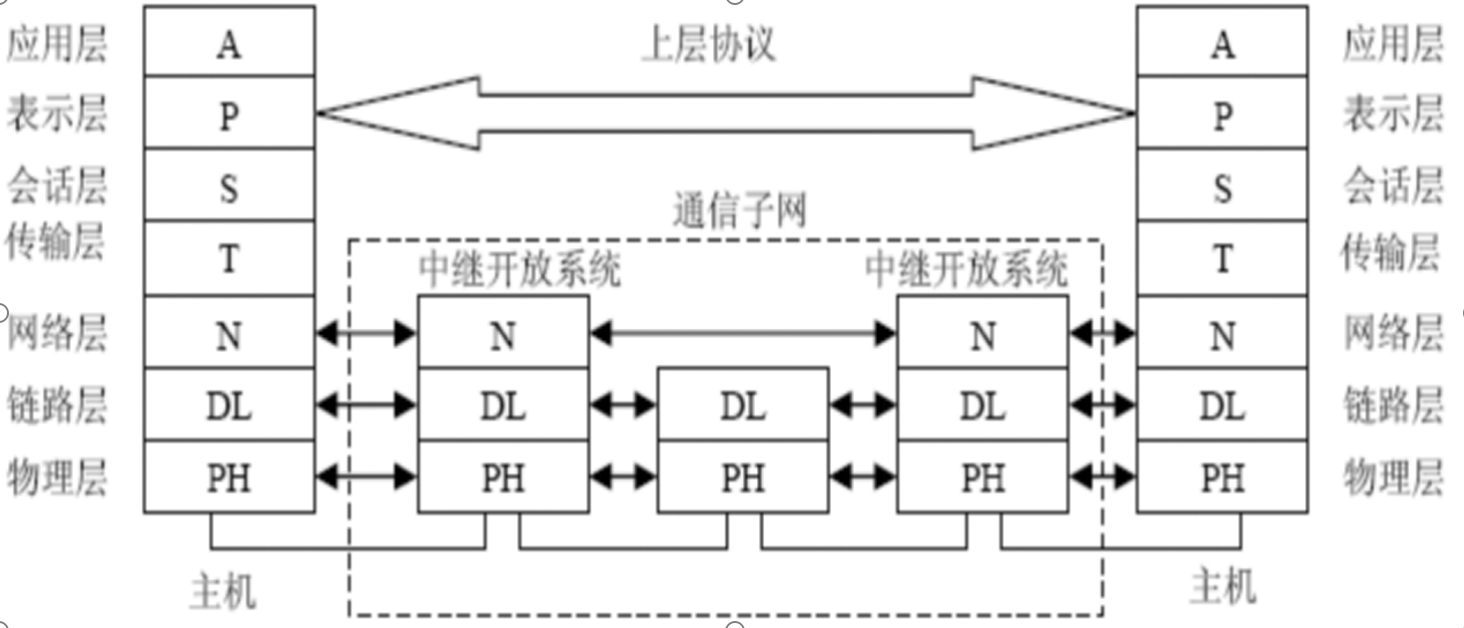 应用层 A 上层协议 A 应用层
表示层 P P 表示层
会话层 S S 会话层
通信子网
传输层 T T 传输层
中继开放系统 中继开放系统
网络层 N N N N 网络层
链路层 DL DL DL DL DL 链路层
物理层 PH PH PH PH PH 物理层
主机 主机